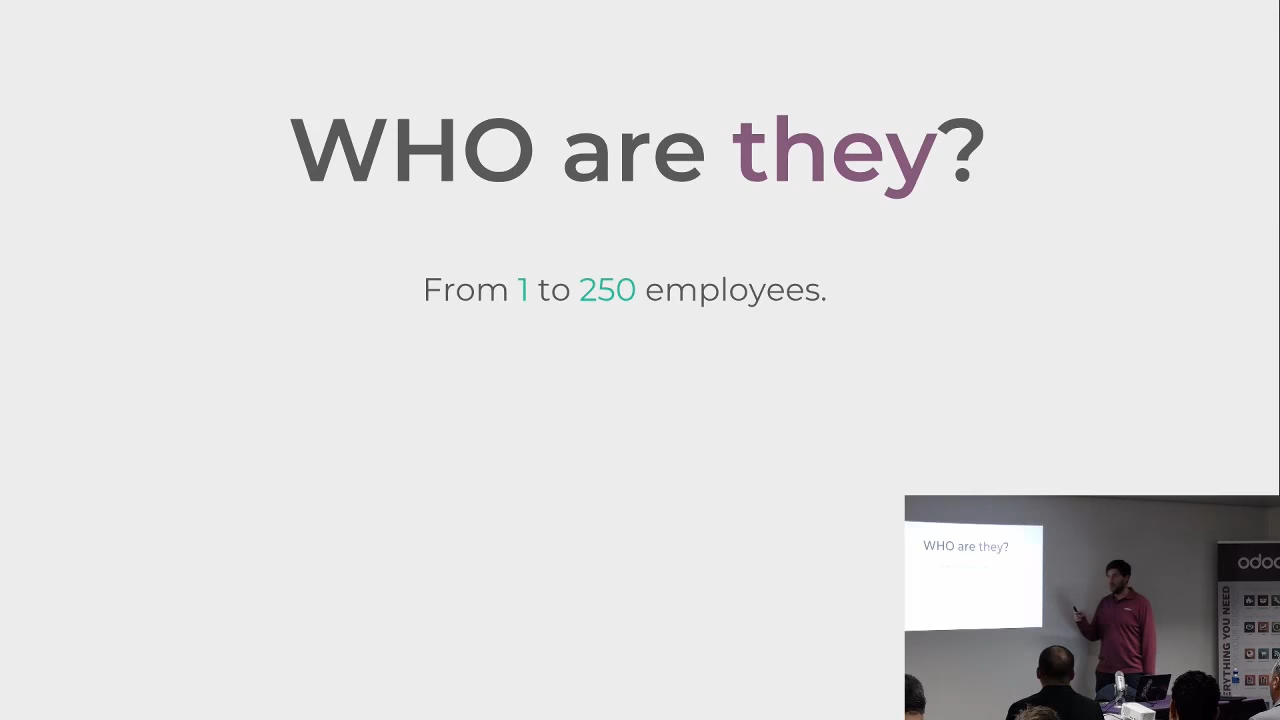 WHO are they?
From 1 to 250 employees.
WHO are they?
odoo
ERYTHING YOU NEED